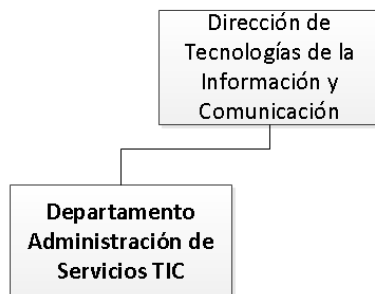 Dirección de
Tecnologías de la
Información y
Comunicación
Departamento
Administración de
Servicios TIC